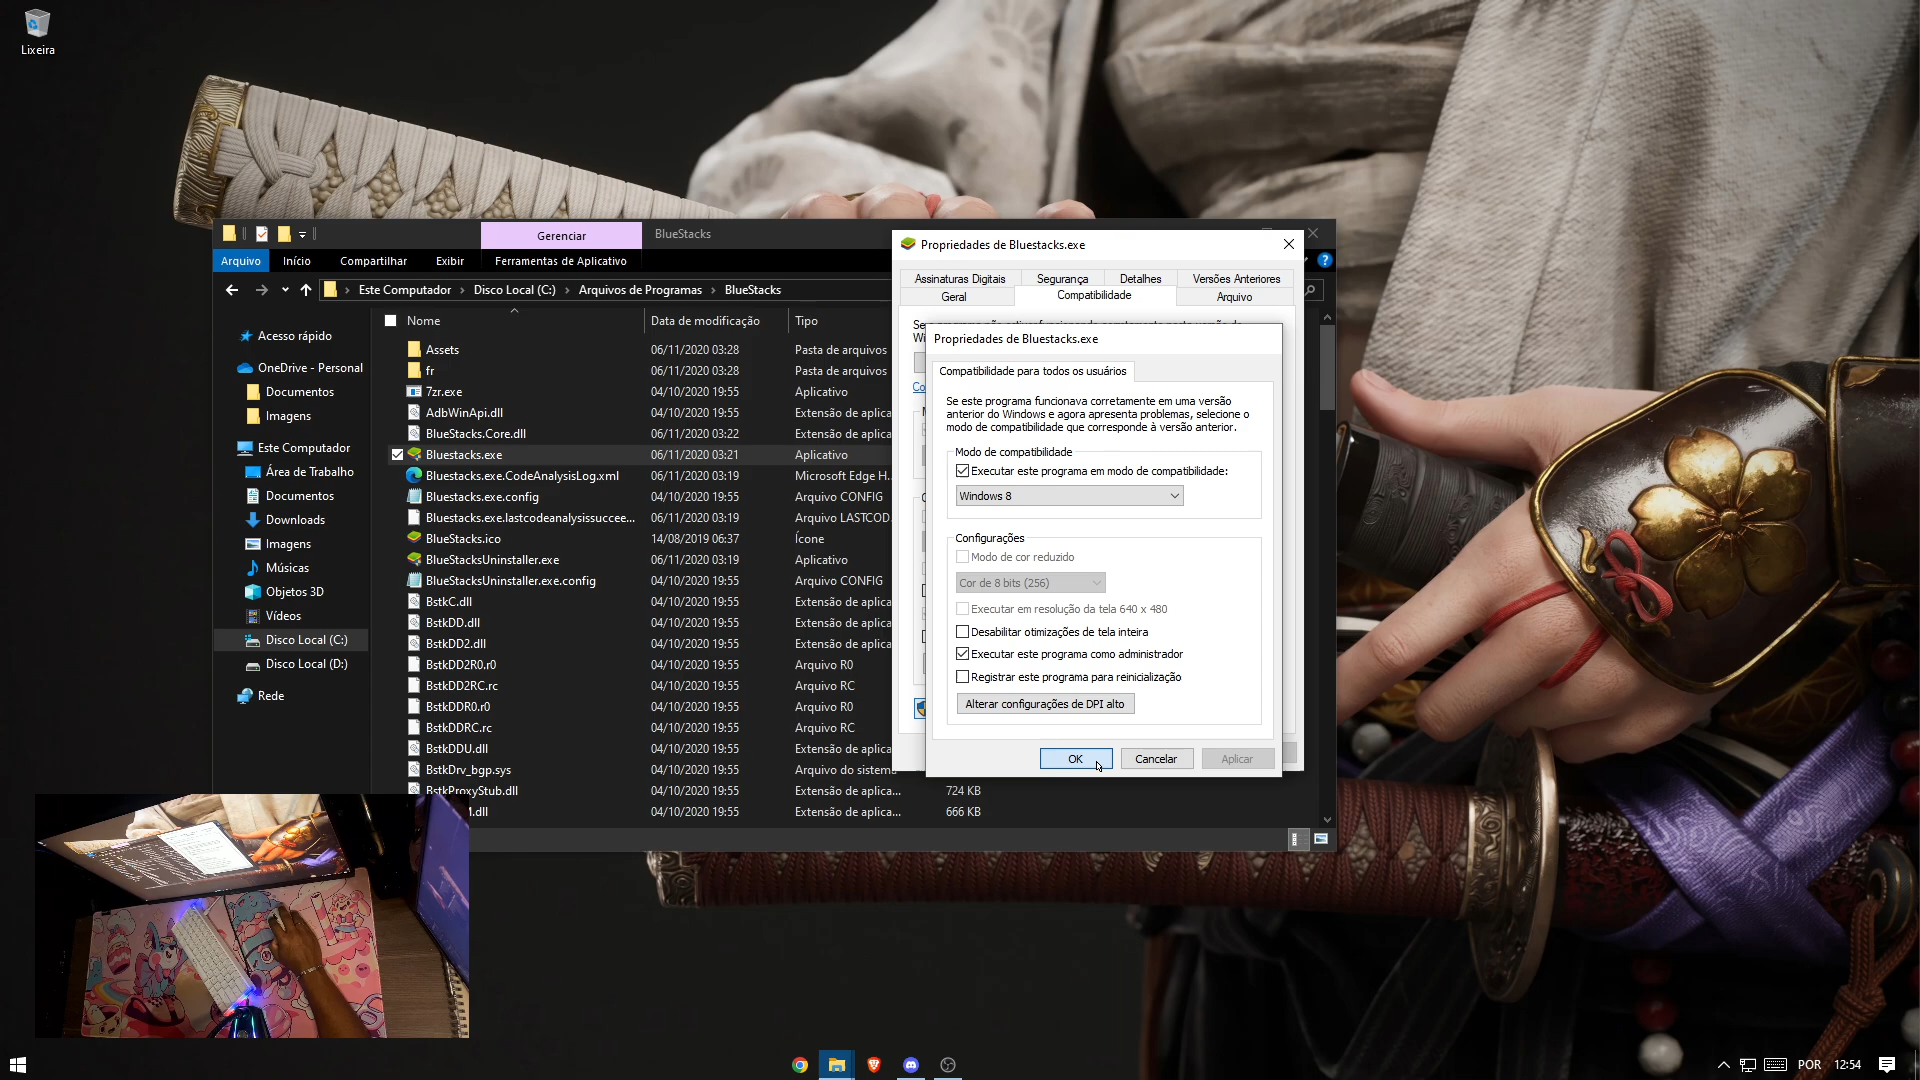 Lixeira
Gerenciar
BlueStacks
Arquivo
Início
Compartilhar
Exibir
Ferramentas de Aplicativo
Este Computador
Disco Local (C:)
Arquivos de Programas
BlueStacks
Acesso rápido
OneDrive - Personal
Documentos
Imagens
Este Computador
Área de Trabalho
Documentos
Downloads
Imagens
Músicas
Objetos 3D
Vídeos
Disco Local (C:)
Disco Local (D:)
Rede
Nome Data de modificação Tipo
Assets 06/11/2020 03:28 Pasta de arquivos
fr 06/11/2020 03:28 Pasta de arquivos
7zr.exe 04/10/2020 19:55 Aplicativo
AdbWinApi.dll 04/10/2020 19:55 Extensão de aplica
BlueStacks.Core.dll 06/11/2020 03:22 Extensão de aplica
Bluestacks.exe 06/11/2020 03:21 Aplicativo
Bluestacks.exe.CodeAnalysisLog.xml 06/11/2020 03:19 Microsoft Edge H...
Bluestacks.exe.config 04/10/2020 19:55 Arquivo CONFIG
Bluestacks.exe.lastcodeanalysissuccee... 06/11/2020 03:19 Arquivo LASTCOD
BlueStacks.ico 14/08/2019 06:37 Ícone
BlueStacksUninstaller.exe 06/11/2020 03:19 Aplicativo
BlueStacksUninstaller.exe.config 04/10/2020 19:55 Arquivo CONFIG
BstkC.dll 04/10/2020 19:55 Extensão de aplica
BstkDD.dll 04/10/2020 19:55 Extensão de aplica
BstkDD2.dll 04/10/2020 19:55 Extensão de aplica
BstkDD2R0.r0 04/10/2020 19:55 Arquivo R0
BstkDD2RC.rc 04/10/2020 19:55 Arquivo RC
BstkDDR0.r0 04/10/2020 19:55 Arquivo R0
BstkDDRC.rc 04/10/2020 19:55 Arquivo RC
BstkDDU.dll 04/10/2020 19:55 Extensão de aplica
BstkDrv_bgp.sys 04/10/2020 19:55 Arquivo do sistema
BstkProxyStub.dll 04/10/2020 19:55 Extensão de aplica... 724 KB
.dll 04/10/2020 19:55 Extensão de aplica... 666 KB
Propriedades de Bluestacks.exe
Assinaturas Digitais Segurança Detalhes Versões Anteriores
Geral Compatibilidade Arquivo
Co
Propriedades de Bluestacks.exe
Compatibilidade para todos os usuários
Se este programa funcionava corretamente em uma versão
anterior do Windows e agora apresenta problemas, selecione o
modo de compatibilidade que corresponde à versão anterior.
Modo de compatibilidade
Executar este programa em modo de compatibilidade:
Windows 8
Configurações
Modo de cor reduzido
Cor de 8 bits (256)
Executar em resolução da tela 640 x 480
Desabilitar otimizações de tela inteira
Executar este programa como administrador
Registrar este programa para reinicialização
Alterar configurações de DPI alto
OK Cancelar Aplicar
POR 12:54